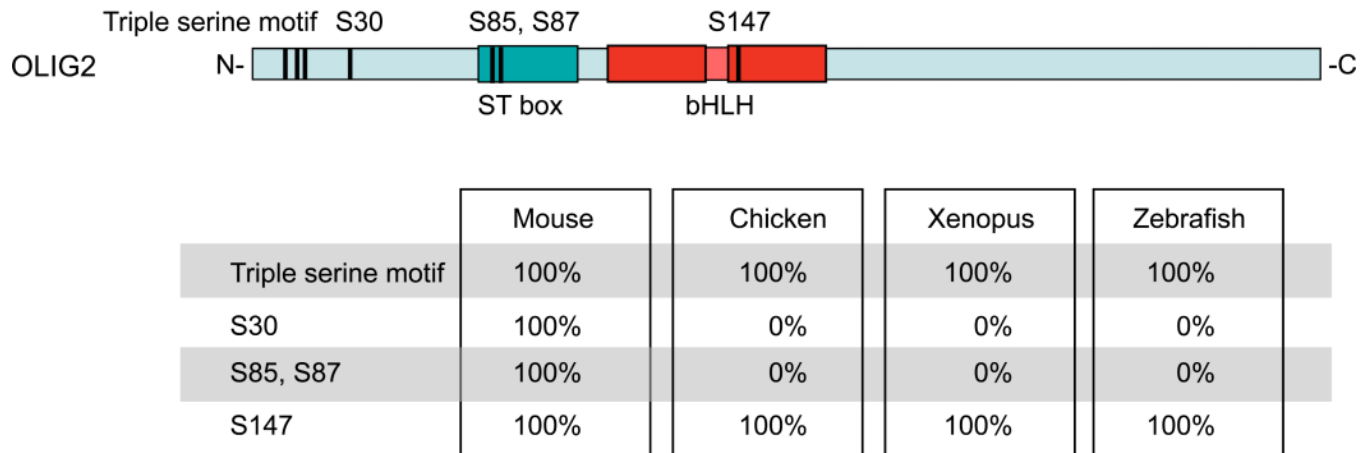 Triple serine motif S30 S85, S87 S147
OLIG2 N- -C
ST box bHLH
Mouse Chicken Xenopus Zebrafish
Triple serine motif 100% 100% 100% 100%
S30 100% 0% 0% 0%
S85, S87 100% 0% 0% 0%
S147 100% 100% 100% 100%